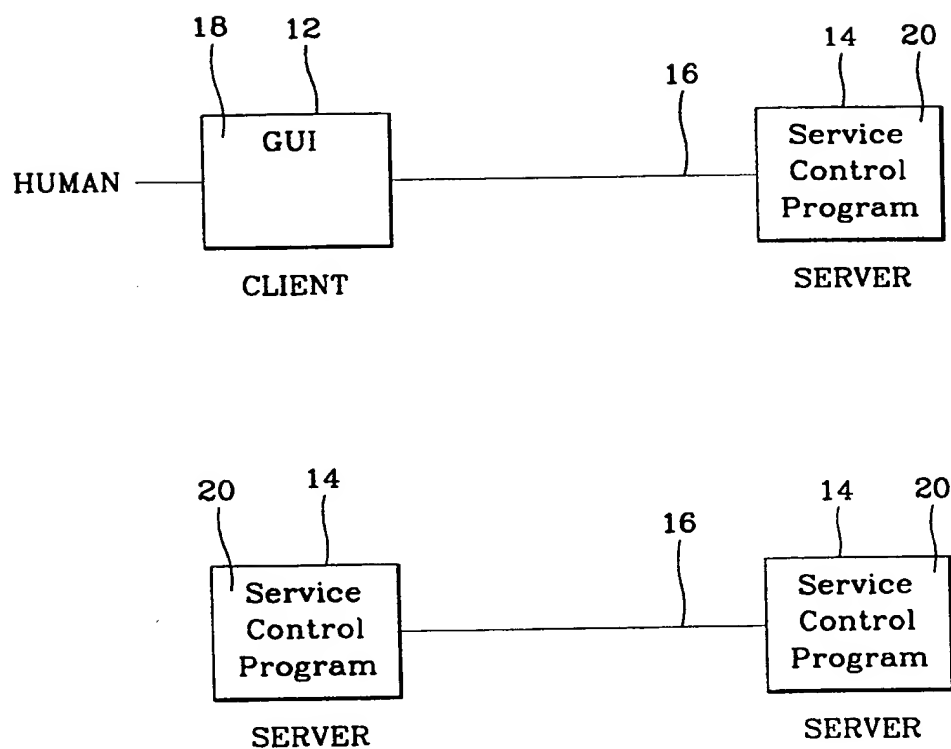 18 12 14 20
16
GUI
HUMAN
Service
Control
Program
CLIENT
SERVER
20 14 14 20
16
Service
Control
Program
Service
Control
Program
SERVER
SERVER